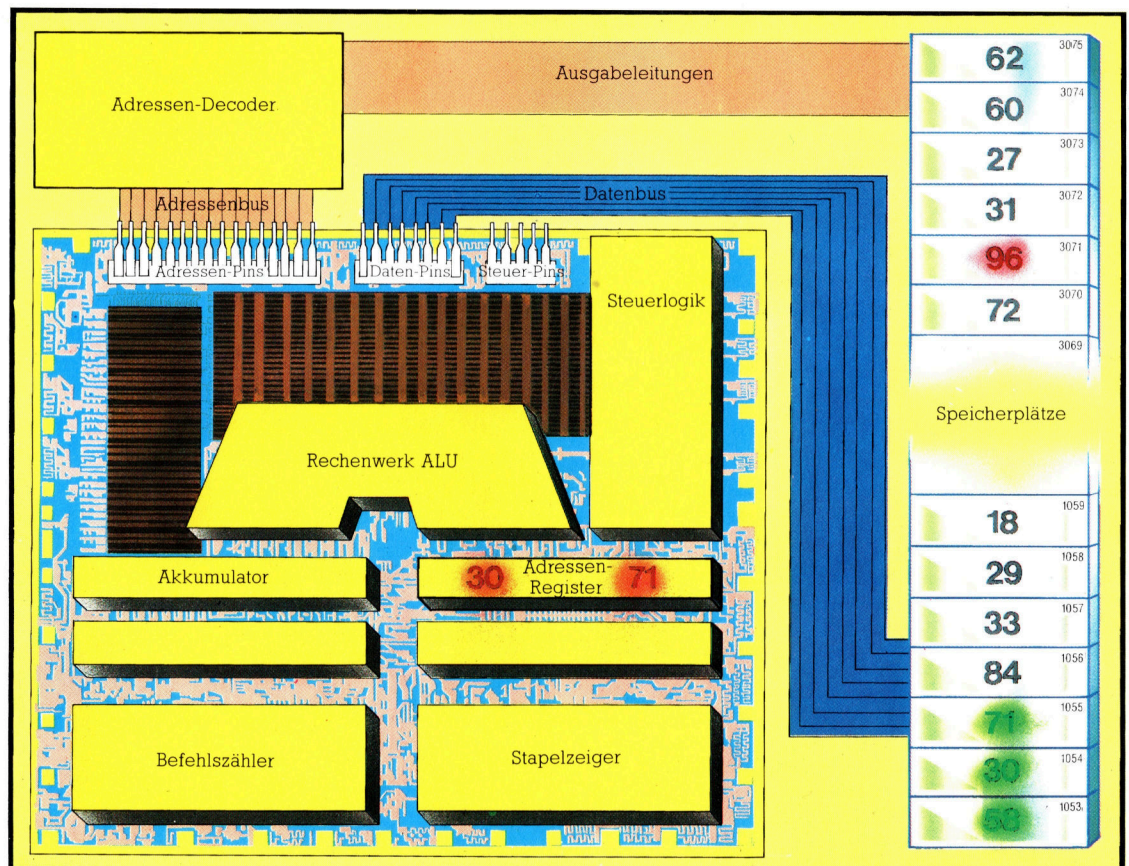 Adressen-Decoder
Ausgabeleitungen
Adressenbus
Datenbus
Adressen-Pins
Daten-Pins
Steuer-Pins
Steuerlogik
Rechenwerk ALU
Akkumulator
30
Adressen-
Register
71
Befehlszähler
Stapelzeiger
62
3075
60
3074
27
3073
31
3072
96
3071
72
3070
3069
Speicherplätze
18
1059
29
1058
33
1057
84
1056
71
1055
30
1054
1053